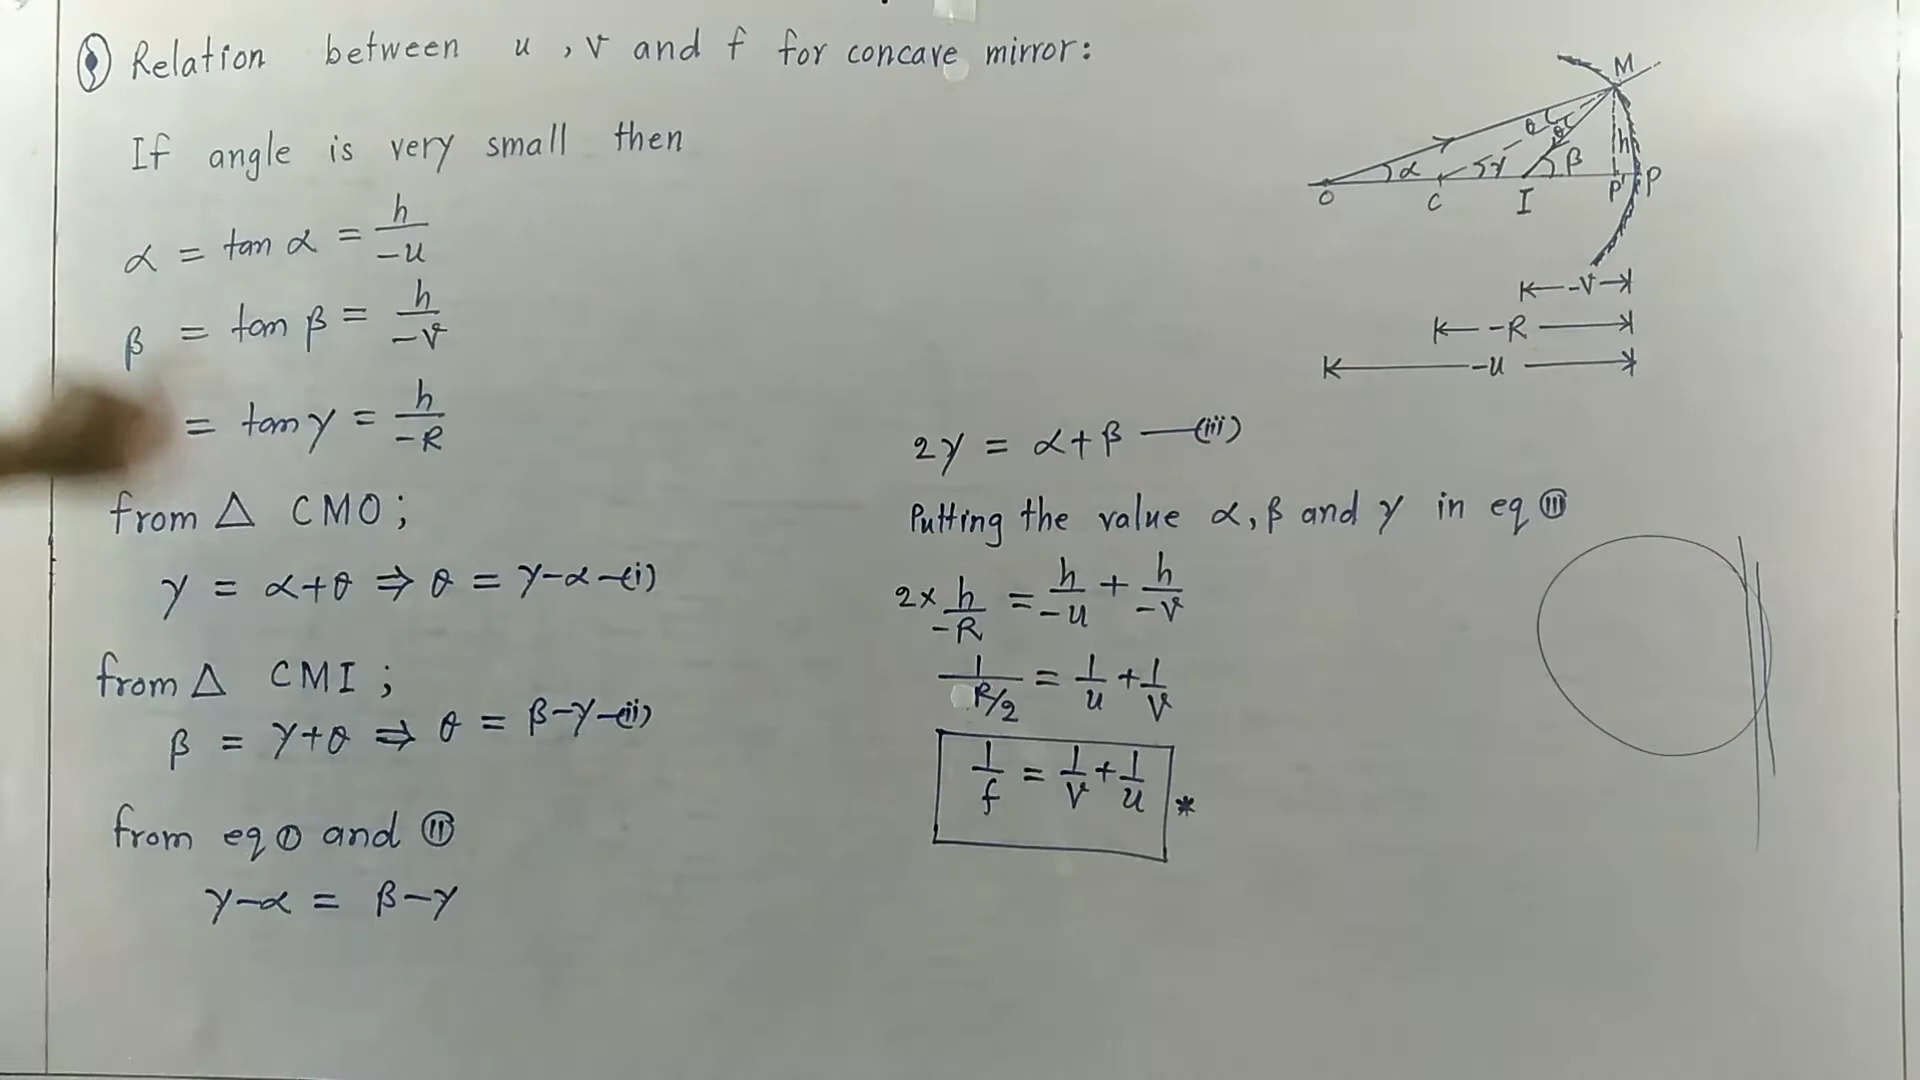 Relation between u, v and f for concave mirror:
If angle is very small then
α = tan α = h/-u
β = tan β = h/-v
= tan γ = h/-R
from △ CMO;
γ = α+θ ⇒ θ = γ-α -(i)
from △ CMI;
β = γ+θ ⇒ θ = β-γ -(ii)
from eq (I) and (II)
γ-α = β-γ
M
θ θ h
α γ β
O C I P' P
-v
-R
-u
2γ = α+β —(iii)
Putting the value α, β and γ in eq (III)
2× h/-R = h/-u + h/-v
1/R/2 = 1/u + 1/v
1/f = 1/v + 1/u *